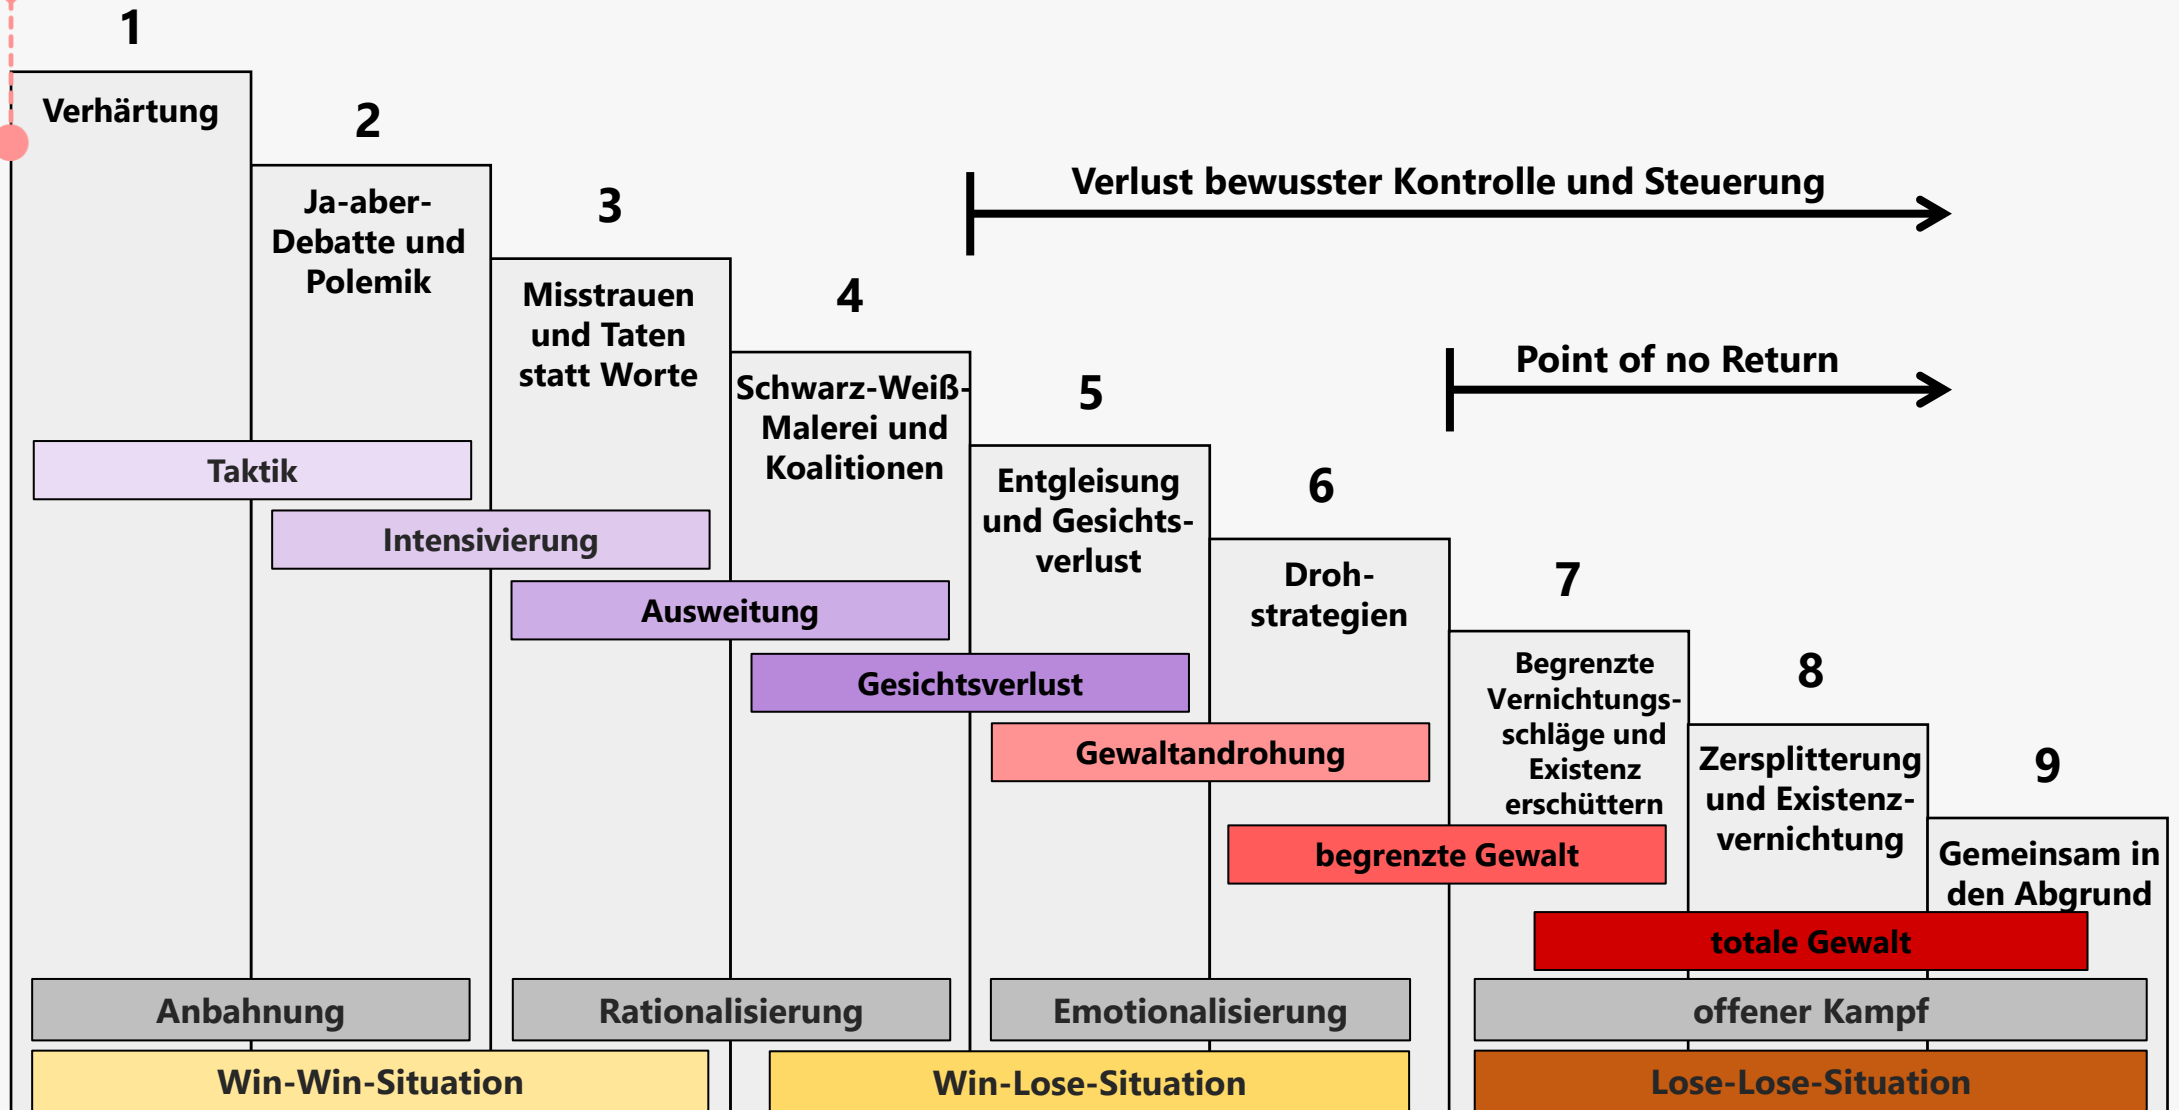 1
Verhärtung
2
Ja-aber-
Debatte und
Polemik
3
Misstrauen
und Taten
statt Worte
4
Schwarz-Weiß-
Malerei und
Koalitionen
5
Entgleisung
und Gesichts-
verlust
6
Droh-
strategien
7
Begrenzte
Vernichtungs-
schläge und
Existenz
erschüttern
8
Zersplitterung
und Existenz-
vernichtung
9
Gemeinsam in
den Abgrund
Verlust bewusster Kontrolle und Steuerung
Point of no Return
Taktik
Intensivierung
Ausweitung
Gesichtsverlust
Gewaltandrohung
begrenzte Gewalt
totale Gewalt
Anbahnung
Rationalisierung
Emotionalisierung
offener Kampf
Win-Win-Situation
Win-Lose-Situation
Lose-Lose-Situation